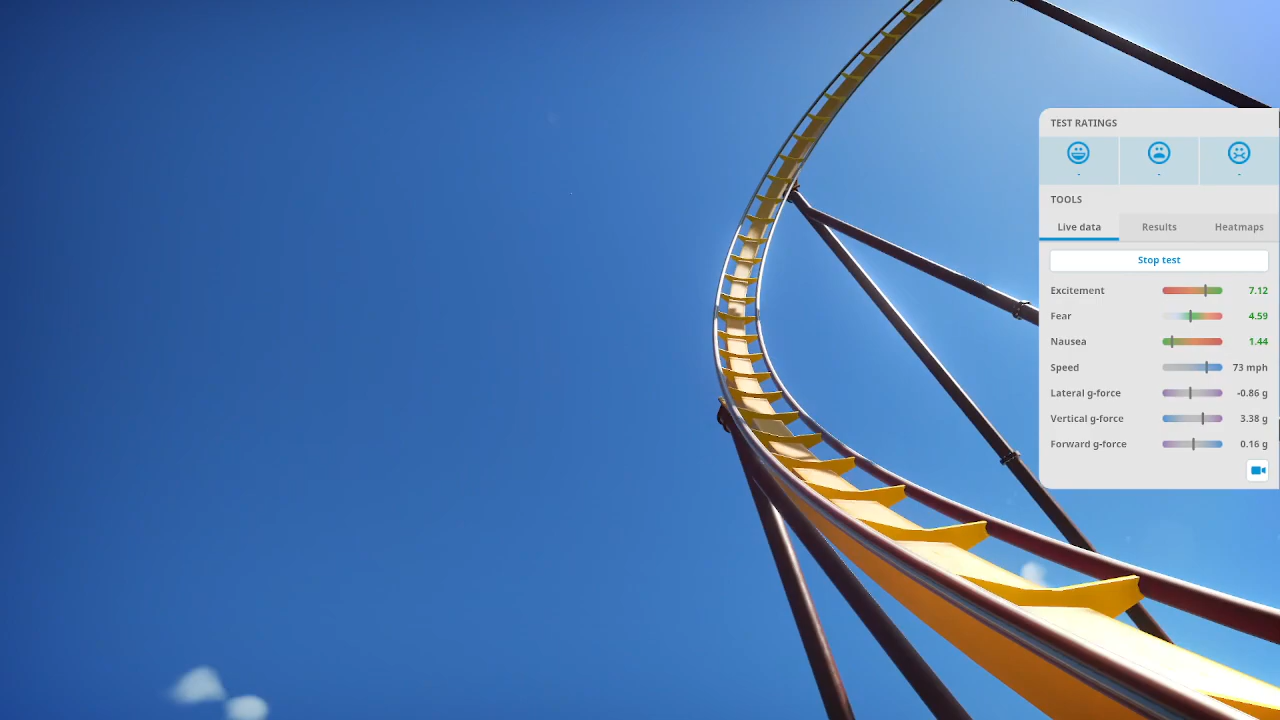 TEST RATINGS
- - -
TOOLS
Live data Results Heatmaps
Stop test
Excitement 7.12
Fear 4.59
Nausea 1.44
Speed 73 mph
Lateral g-force -0.86 g
Vertical g-force 3.38 g
Forward g-force 0.16 g